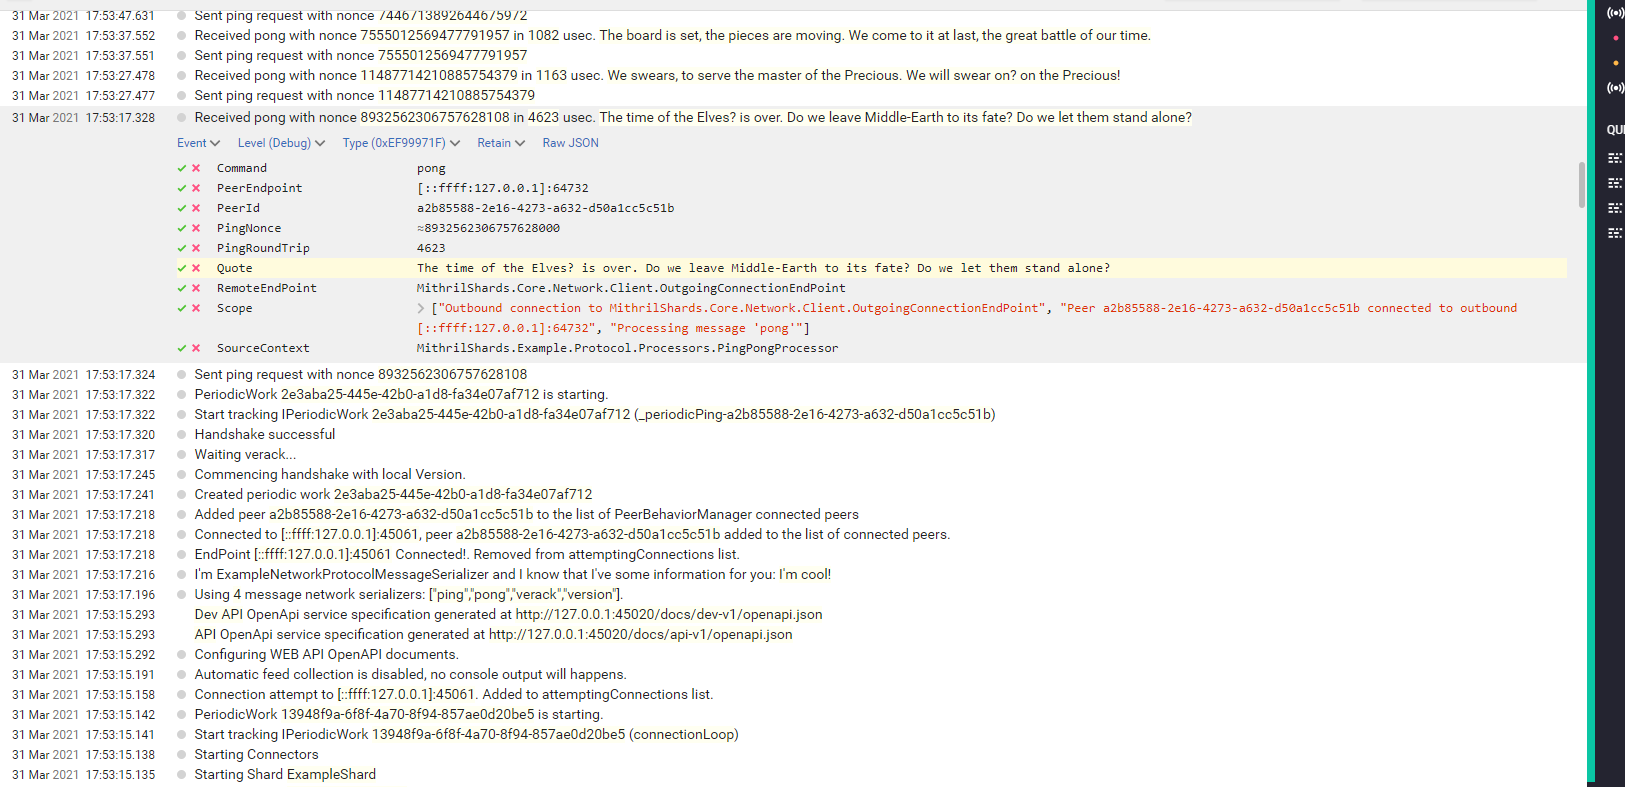 31 Mar 2021 17:53:47.631 Sent ping request with nonce 7446713892644675972
31 Mar 2021 17:53:37.552 Received pong with nonce 7555012569477791957 in 1082 usec. The board is set, the pieces are moving. We come to it at last, the great battle of our time.
31 Mar 2021 17:53:37.551 Sent ping request with nonce 7555012569477791957
31 Mar 2021 17:53:27.478 Received pong with nonce 11487714210885754379 in 1163 usec. We swears, to serve the master of the Precious. We will swear on? on the Precious!
31 Mar 2021 17:53:27.477 Sent ping request with nonce 11487714210885754379
31 Mar 2021 17:53:17.328 Received pong with nonce 8932562306757628108 in 4623 usec. The time of the Elves? is over. Do we leave Middle-Earth to its fate? Do we let them stand alone?
Event Level (Debug) Type (0xEF99971F) Retain Raw JSON
Command pong
PeerEndpoint [::ffff:127.0.0.1]:64732
PeerId a2b85588-2e16-4273-a632-d50a1cc5c51b
PingNonce ≈8932562306757628000
PingRoundTrip 4623
Quote The time of the Elves? is over. Do we leave Middle-Earth to its fate? Do we let them stand alone?
RemoteEndPoint MithrilShards.Core.Network.Client.OutgoingConnectionEndPoint
Scope ["Outbound connection to MithrilShards.Core.Network.Client.OutgoingConnectionEndPoint", "Peer a2b85588-2e16-4273-a632-d50a1cc5c51b connected to outbound
[::ffff:127.0.0.1]:64732", "Processing message 'pong'"]
SourceContext MithrilShards.Example.Protocol.Processors.PingPongProcessor
31 Mar 2021 17:53:17.324 Sent ping request with nonce 8932562306757628108
31 Mar 2021 17:53:17.322 PeriodicWork 2e3aba25-445e-42b0-a1d8-fa34e07af712 is starting.
31 Mar 2021 17:53:17.322 Start tracking IPeriodicWork 2e3aba25-445e-42b0-a1d8-fa34e07af712 (_periodicPing-a2b85588-2e16-4273-a632-d50a1cc5c51b)
31 Mar 2021 17:53:17.320 Handshake successful
31 Mar 2021 17:53:17.317 Waiting verack...
31 Mar 2021 17:53:17.245 Commencing handshake with local Version.
31 Mar 2021 17:53:17.241 Created periodic work 2e3aba25-445e-42b0-a1d8-fa34e07af712
31 Mar 2021 17:53:17.218 Added peer a2b85588-2e16-4273-a632-d50a1cc5c51b to the list of PeerBehaviorManager connected peers
31 Mar 2021 17:53:17.218 Connected to [::ffff:127.0.0.1]:45061, peer a2b85588-2e16-4273-a632-d50a1cc5c51b added to the list of connected peers.
31 Mar 2021 17:53:17.218 EndPoint [::ffff:127.0.0.1]:45061 Connected!. Removed from attemptingConnections list.
31 Mar 2021 17:53:17.216 I'm ExampleNetworkProtocolMessageSerializer and I know that I've some information for you: I'm cool!
31 Mar 2021 17:53:17.196 Using 4 message network serializers: ["ping","pong","verack","version"].
31 Mar 2021 17:53:15.293 Dev API OpenApi service specification generated at http://127.0.0.1:45020/docs/dev-v1/openapi.json
31 Mar 2021 17:53:15.293 API OpenApi service specification generated at http://127.0.0.1:45020/docs/api-v1/openapi.json
31 Mar 2021 17:53:15.292 Configuring WEB API OpenAPI documents.
31 Mar 2021 17:53:15.191 Automatic feed collection is disabled, no console output will happens.
31 Mar 2021 17:53:15.158 Connection attempt to [::ffff:127.0.0.1]:45061. Added to attemptingConnections list.
31 Mar 2021 17:53:15.142 PeriodicWork 13948f9a-6f8f-4a70-8f94-857ae0d20be5 is starting.
31 Mar 2021 17:53:15.141 Start tracking IPeriodicWork 13948f9a-6f8f-4a70-8f94-857ae0d20be5 (connectionLoop)
31 Mar 2021 17:53:15.138 Starting Connectors
31 Mar 2021 17:53:15.135 Starting Shard ExampleShard